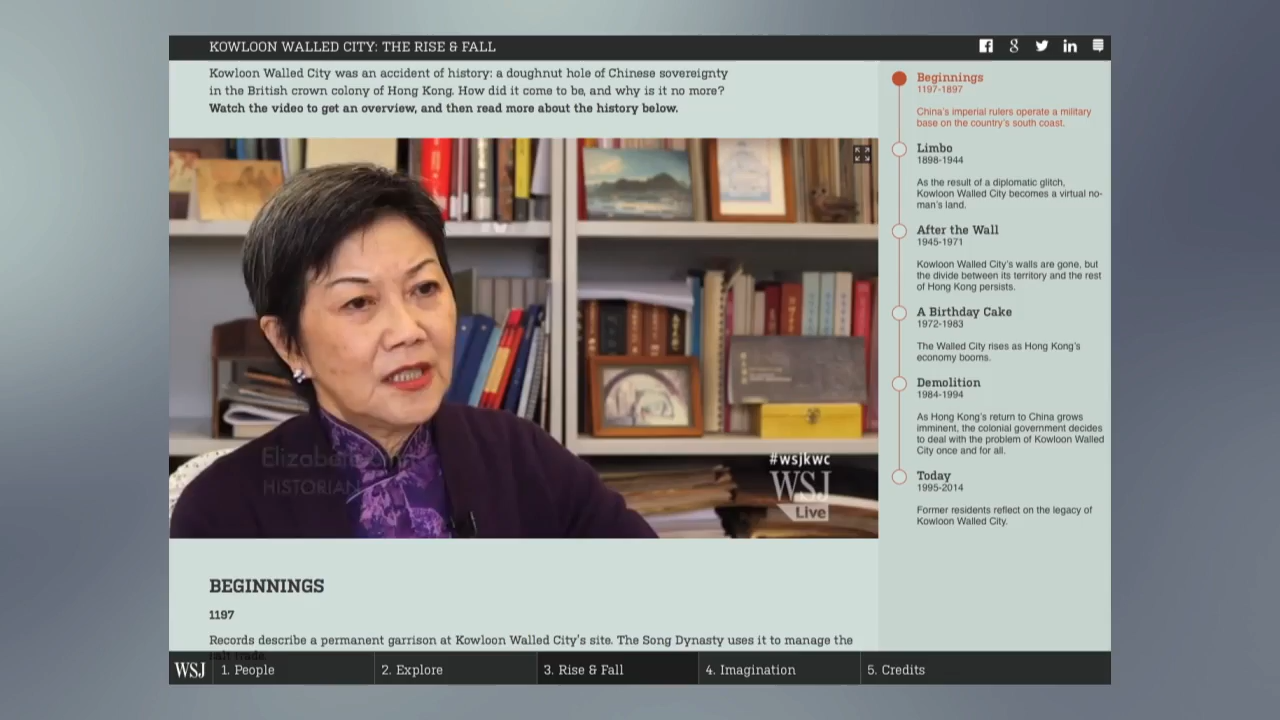 KOWLOON WALLED CITY: THE RISE & FALL
Kowloon Walled City was an accident of history: a doughnut hole of Chinese sovereignty
in the British crown colony of Hong Kong. How did it come to be, and why is it no more?
Watch the video to get an overview, and then read more about the history below.
HISTORIAN
#wsjkwc
WSJ
Live
Beginnings
1197-1897
China's imperial rulers operate a military
base on the country's south coast.
Limbo
1898-1944
As the result of a diplomatic glitch,
Kowloon Walled City becomes a virtual no-
man's land.
After the Wall
1945-1971
Kowloon Walled City's walls are gone, but
the divide between its territory and the rest
of Hong Kong persists.
A Birthday Cake
1972-1983
The Walled City rises as Hong Kong's
economy booms.
Demolition
1984-1994
As Hong Kong's return to China grows
imminent, the colonial government decides
to deal with the problem of Kowloon Walled
City once and for all.
Today
1995-2014
Former residents reflect on the legacy of
Kowloon Walled City.
BEGINNINGS
1197
Records describe a permanent garrison at Kowloon Walled City's site. The Song Dynasty uses it to manage the
salt trade.
WSJ 1. People 2. Explore 3. Rise & Fall 4. Imagination 5. Credits